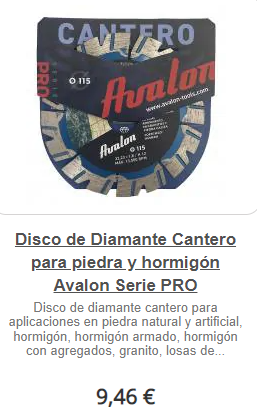 CANTERO
PRO
SERIE
O 115
Avalon
www.avalon-tools.com
Avalon
O 115
Disco de Diamante Cantero
para piedra y hormigón
Avalon Serie PRO
Disco de diamante cantero para
aplicaciones en piedra natural y artificial,
hormigón, hormigón armado, hormigón
con agregados, granito, losas de...
9,46 €